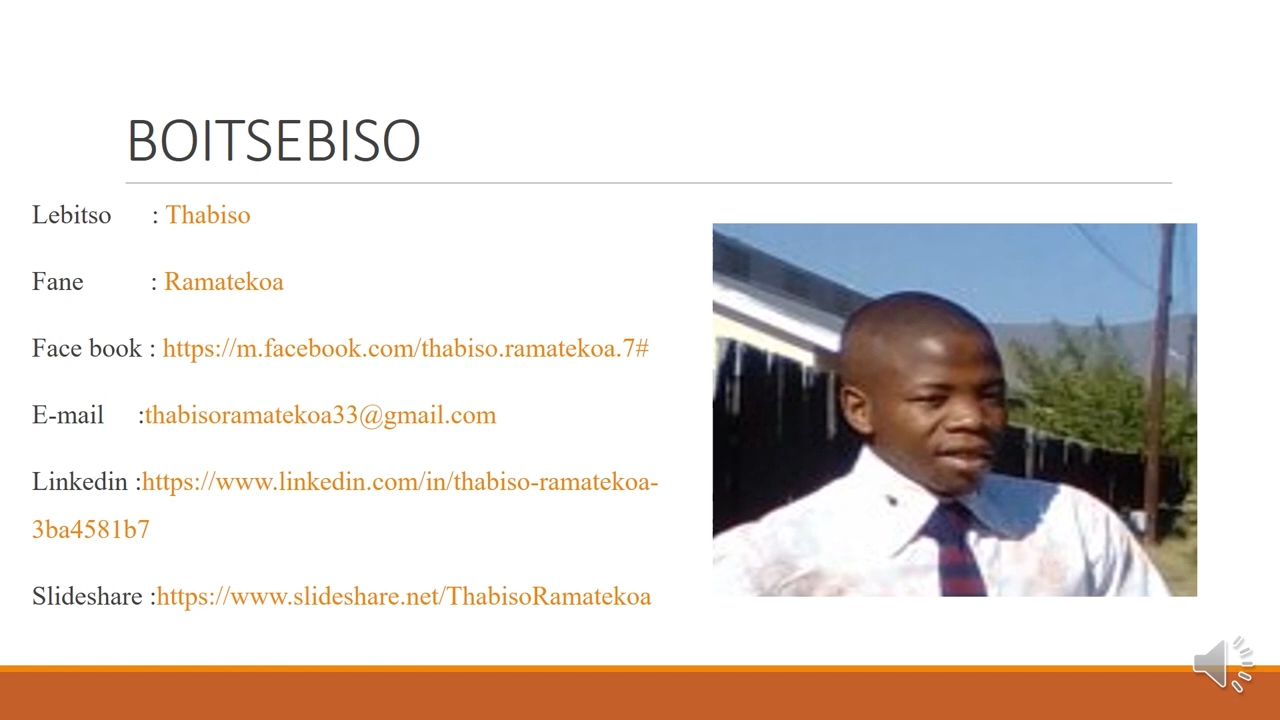 BOITSEBISO
Lebitso : Thabiso
Fane : Ramatekoa
Face book : https://m.facebook.com/thabiso.ramatekoa.7#
E-mail :thabisoramatekoa33@gmail.com
Linkedin :https://www.linkedin.com/in/thabiso-ramatekoa-
3ba4581b7
Slideshare :https://www.slideshare.net/ThabisoRamatekoa